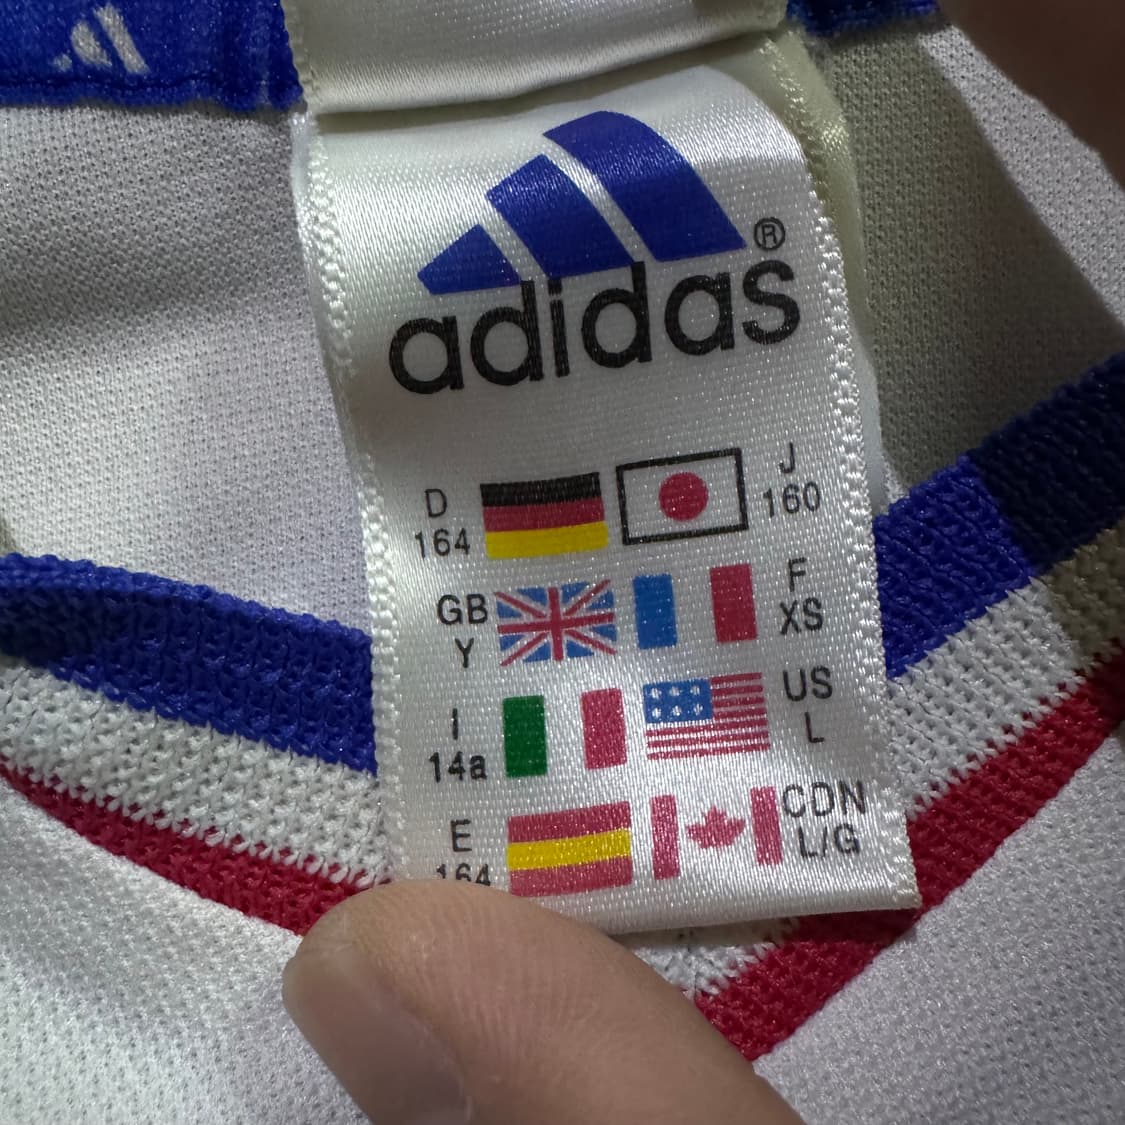 adidas®
D
164
J
160
GB
Y
F
XS
I
14a
US
L
E
164
CDN
L/G